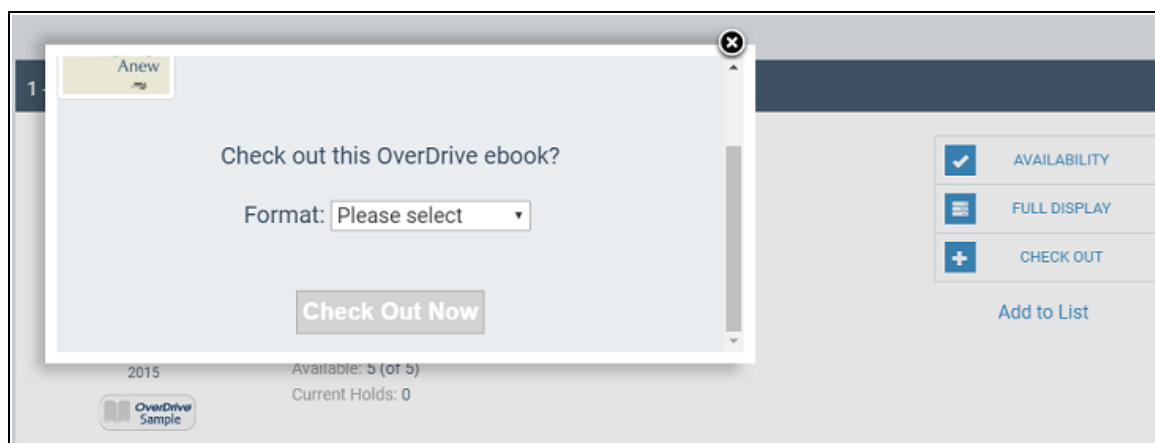 Anew
1
Check out this OverDrive ebook?
Format: Please select
Check Out Now
AVAILABILITY
FULL DISPLAY
CHECK OUT
Add to List
2015
Available: 5 (of 5)
Current Holds: 0
OverDrive
Sample